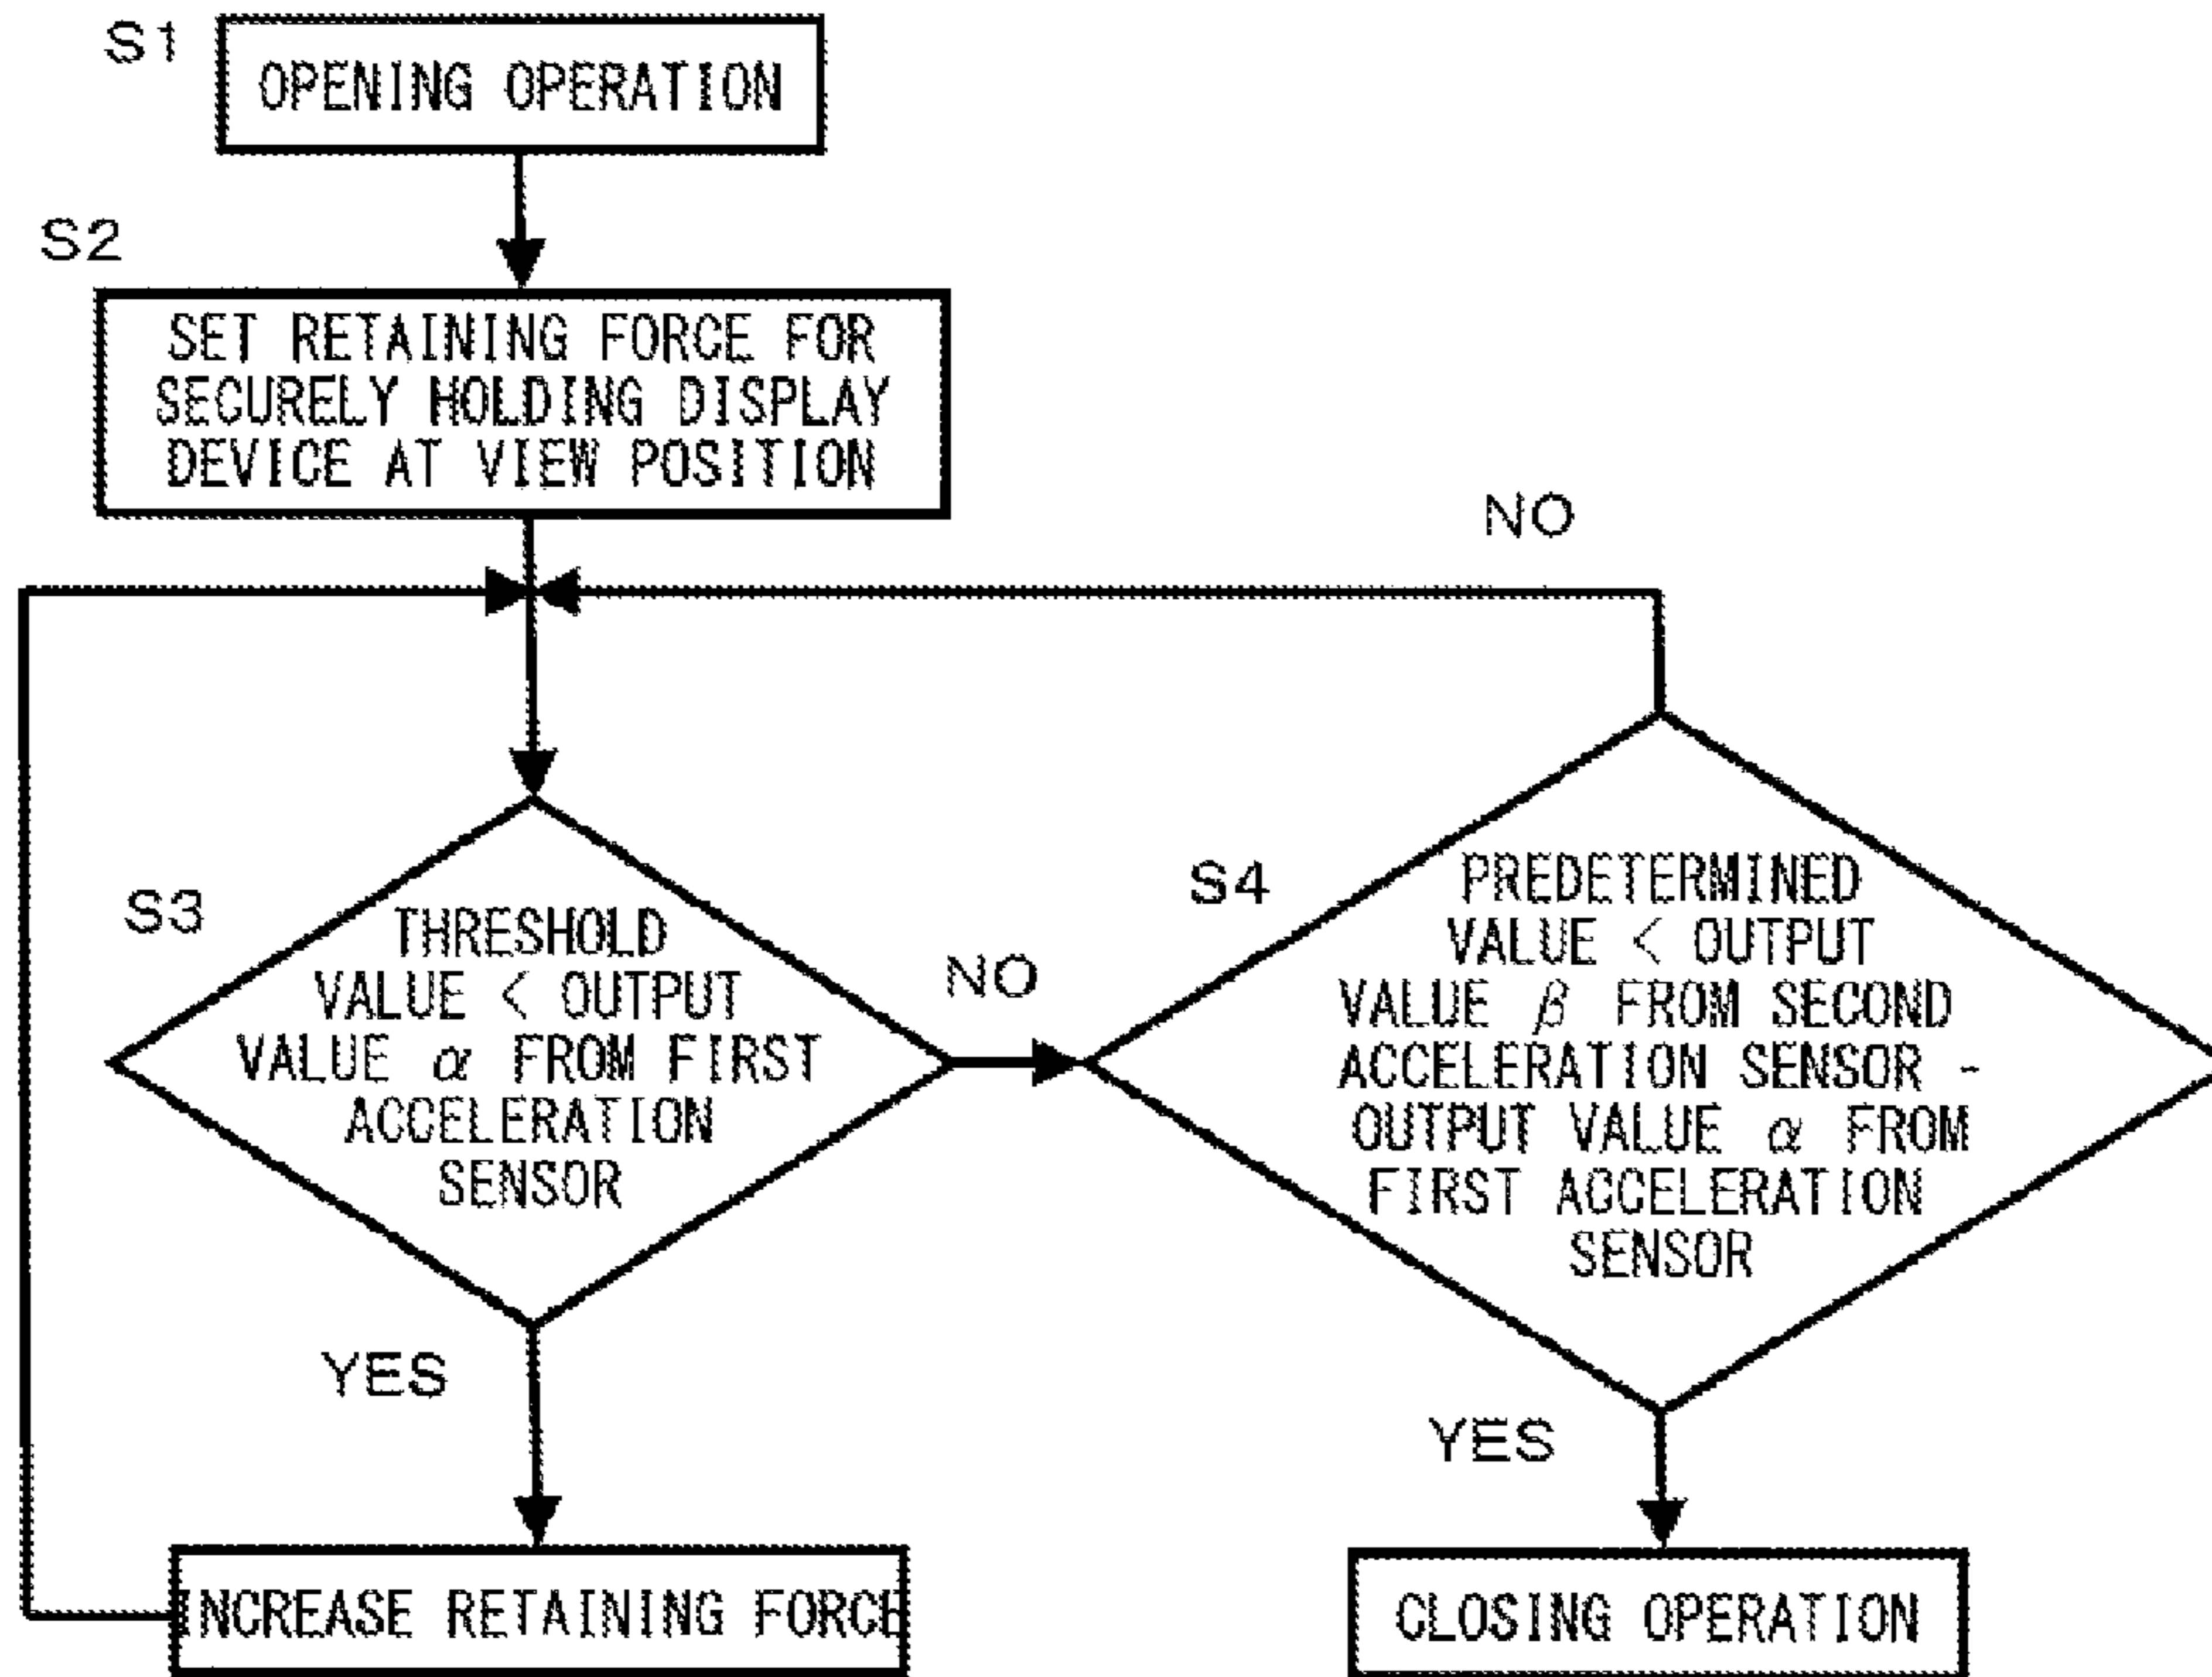 S1
OPENING OPERATION
S2
SET RETAINING FORCE FOR
SECURELY HOLDING DISPLAY
DEVICE AT VIEW POSITION
NO
S3
THRESHOLD
VALUE < OUTPUT
VALUE α FROM FIRST
ACCELERATION
SENSOR
NO
S4
PREDETERMINED
VALUE < OUTPUT
VALUE β FROM SECOND
ACCELERATION SENSOR -
OUTPUT VALUE α FROM
FIRST ACCELERATION
SENSOR
YES
YES
INCREASE RETAINING FORCE
CLOSING OPERATION